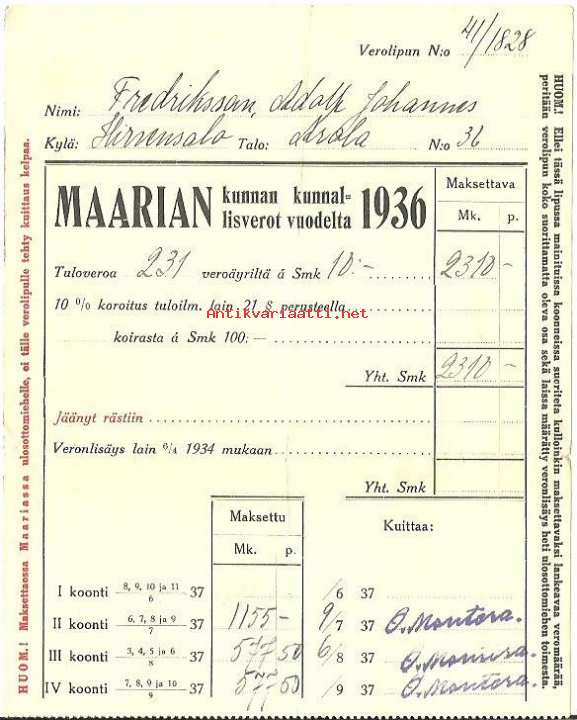 Verolipun N:o 41/1828
Nimi: Fredriksson, Adolf Johannes
Kylä: Hirvensalo Talo: Arola N:o 36
MAARIAN kunnan kunnal-
lisverot vuodelta 1936
Maksettava
Mk. p.
Tuloveroa 231 veroäyriltä á Smk 10:- 2310 -
10 % koroitus tuloilm. lain 21 § perusteella
Antikvariaatti.net
koirasta á Smk 100: —
Yht. Smk 2310 -
Jäänyt rästiin
Veronlisäys lain 6/4 1934 mukaan
Yht. Smk
Maksettu
Mk. p.
Kuittaa:
I koonti 8, 9, 10 ja 11/6 37 /6 37
II koonti 6, 7, 8 ja 9/7 37 1155 - 9/7 37
III koonti 3, 4, 5 ja 6/8 37 577 50 6/8 37
IV koonti 7, 8, 9 ja 10/9 37 577 50 /9 37
HUOM.! Maksettaessa Maariassa ulosottomiehelle, ei tälle verolipulle tehty kuittaus kelpaa.
HUOM.! Ellei tässä lipussa mainituissa koonneissa suoriteta kulloinkin maksettavaksi lankeavaa veromäärää,
peritään verolipun koko suorittamatta oleva osa sekä laissa määrätty veronlisäys heti ulosottomiehen toimesta.